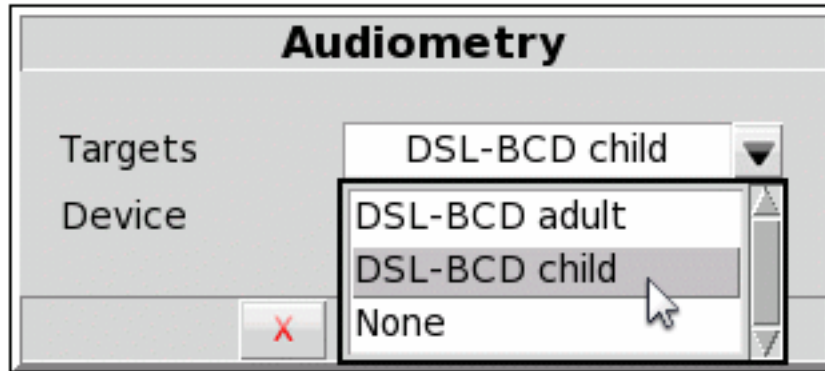 Audiometry
Targets DSL-BCD child
Device DSL-BCD adult
DSL-BCD child
X None